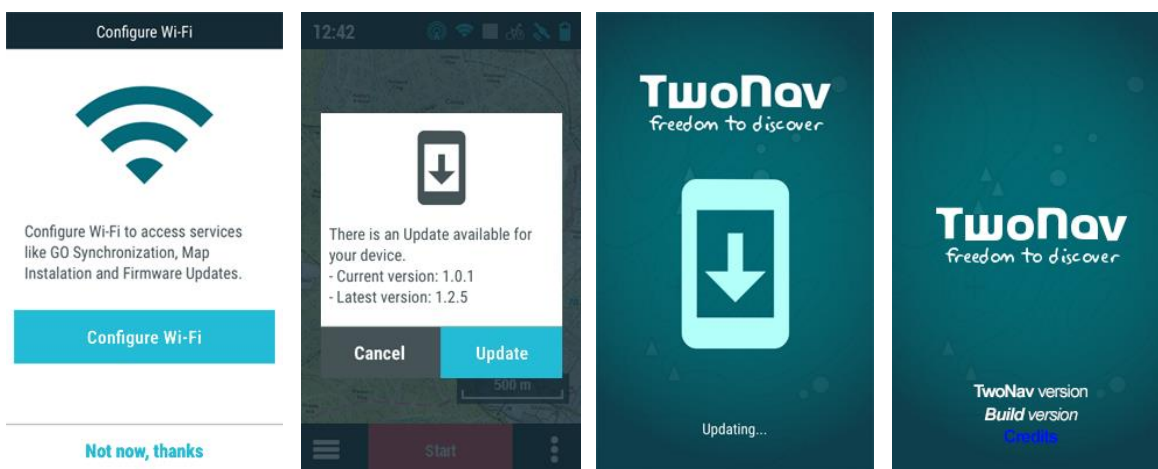 Configure Wi-Fi
Configure Wi-Fi to access services
like GO Synchronization, Map
Instalation and Firmware Updates.
Configure Wi-Fi
Not now, thanks
12:42
There is an Update available for
your device.
- Current version: 1.0.1
- Latest version: 1.2.5
Cancel
Update
500 m
Start
TwoNav
freedom to discover
Updating...
TwoNav
freedom to discover
TwoNav version
Build version
Credits